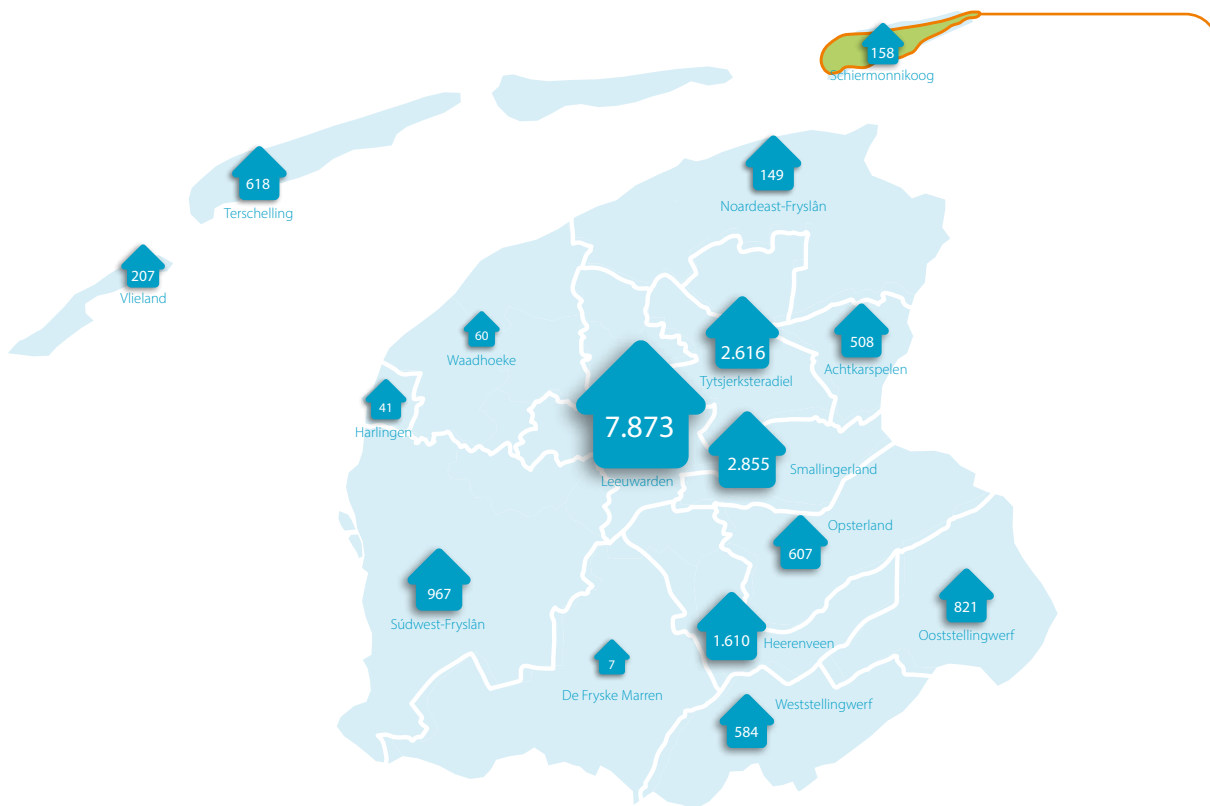 158
Schiermonnikoog
149
Noardeast-Fryslân
618
Terschelling
207
Vlieland
60
Waadhoeke
2.616
Tytsjerksteradiel
508
Achtkarspelen
41
Harlingen
7.873
Leeuwarden
2.855
Smallingerland
Opsterland
607
967
Súdwest-Fryslân
821
Ooststellingwerf
1.610
Heerenveen
7
De Fryske Marren
Weststellingwerf
584